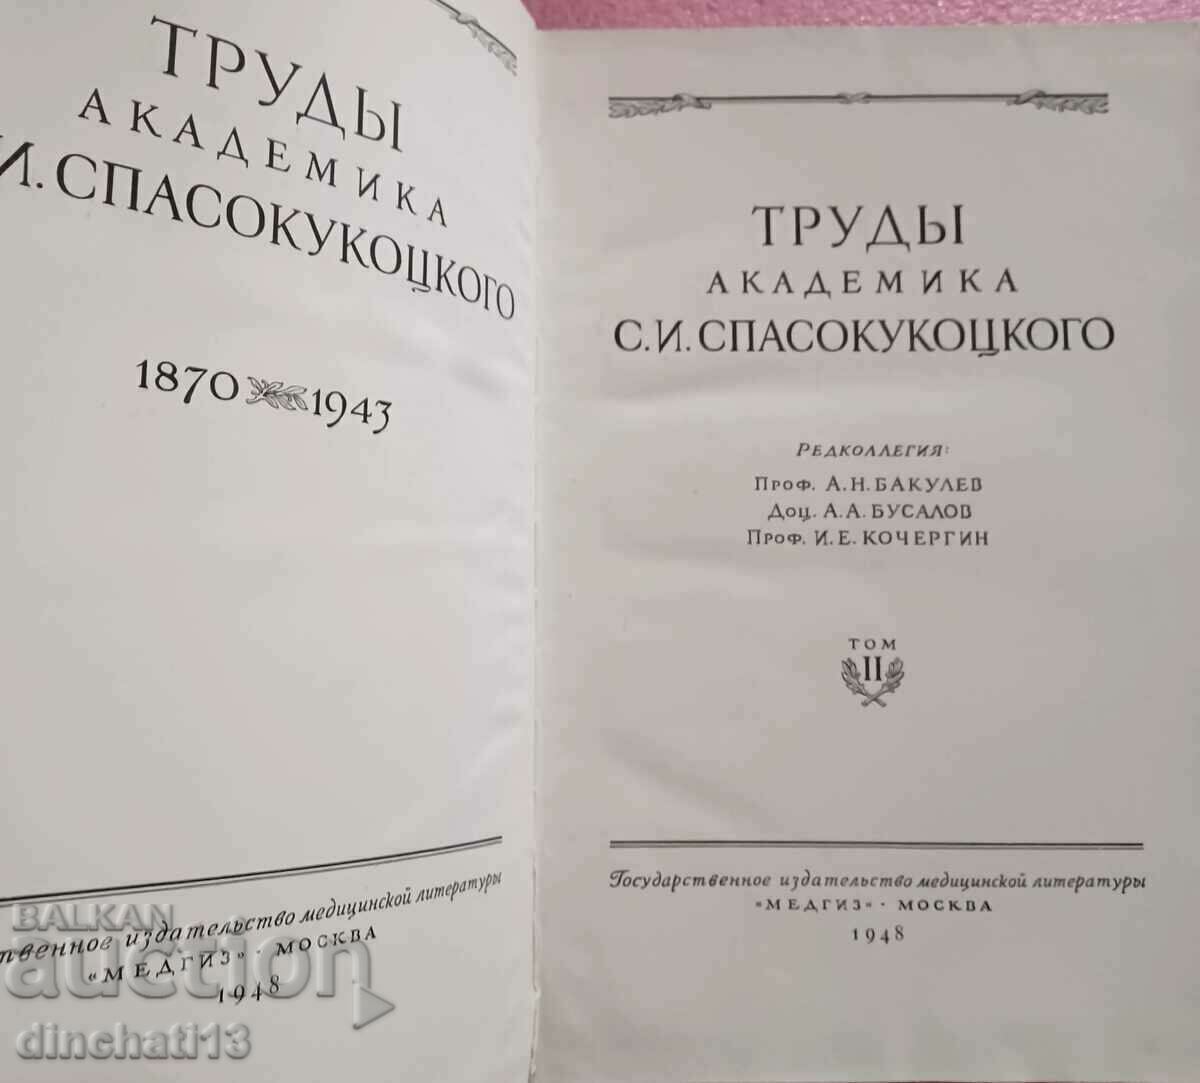 ТРУДЫ
АКАДЕМИКА
И. СПАСОКУКОЦКОГО
1870 1943
твенное издательство медицинской литературы
«МЕДГИЗ» · МОСКВА
1948
ТРУДЫ
АКАДЕМИКА
С. И. СПАСОКУКОЦКОГО
РЕДКОЛЛЕГИЯ:
ПРОФ. А. Н. БАКУЛЕВ
ДОЦ. А. А. БУСАЛОВ
ПРОФ. И. Е. КОЧЕРГИН
ТОМ
II
Государственное издательство медицинской литературы
«МЕДГИЗ» · МОСКВА
1948
BALKAN
auction
dinchati13